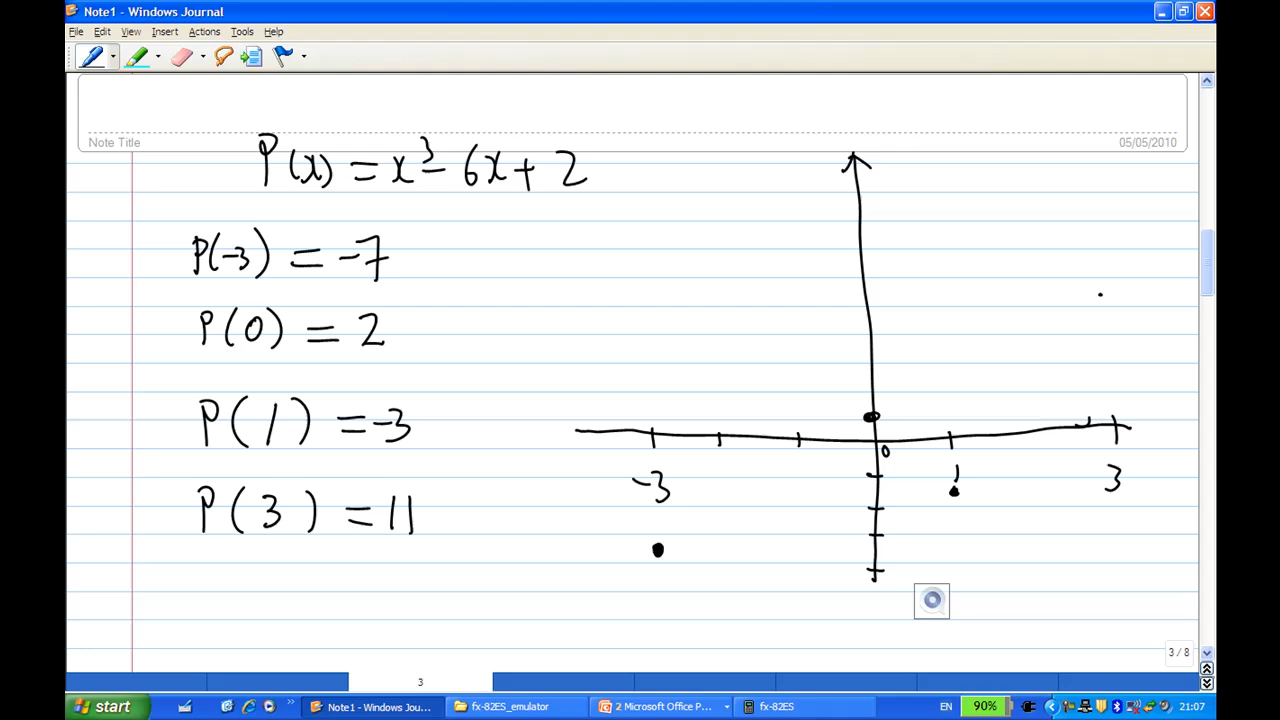 Note1 - Windows Journal
File Edit View Insert Actions Tools Help
Note Title
05/05/2010
P(x) = x³ - 6x + 2
P(-3) = -7
P(0) = 2
P(1) = -3
P(3) = 11
0
-3
1
3
3 / 8
3
start
Note1 - Windows Jou...
fx-82ES_emulator
2 Microsoft Office P...
fx-82ES
EN
90%
21:07